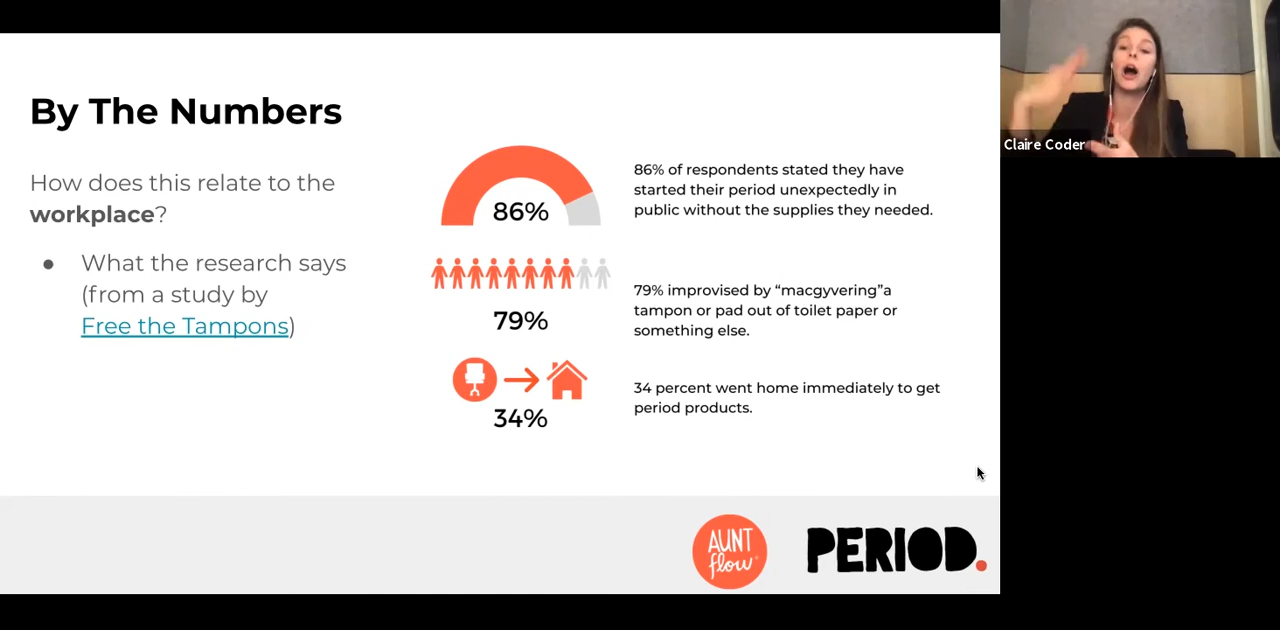 By The Numbers
How does this relate to the
workplace?
● What the research says
(from a study by
Free the Tampons)
86%
86% of respondents stated they have
started their period unexpectedly in
public without the supplies they needed.
79%
79% improvised by “macgyvering”a
tampon or pad out of toilet paper or
something else.
34%
34 percent went home immediately to get
period products.
AUNT
flow
PERIOD.
Claire Coder